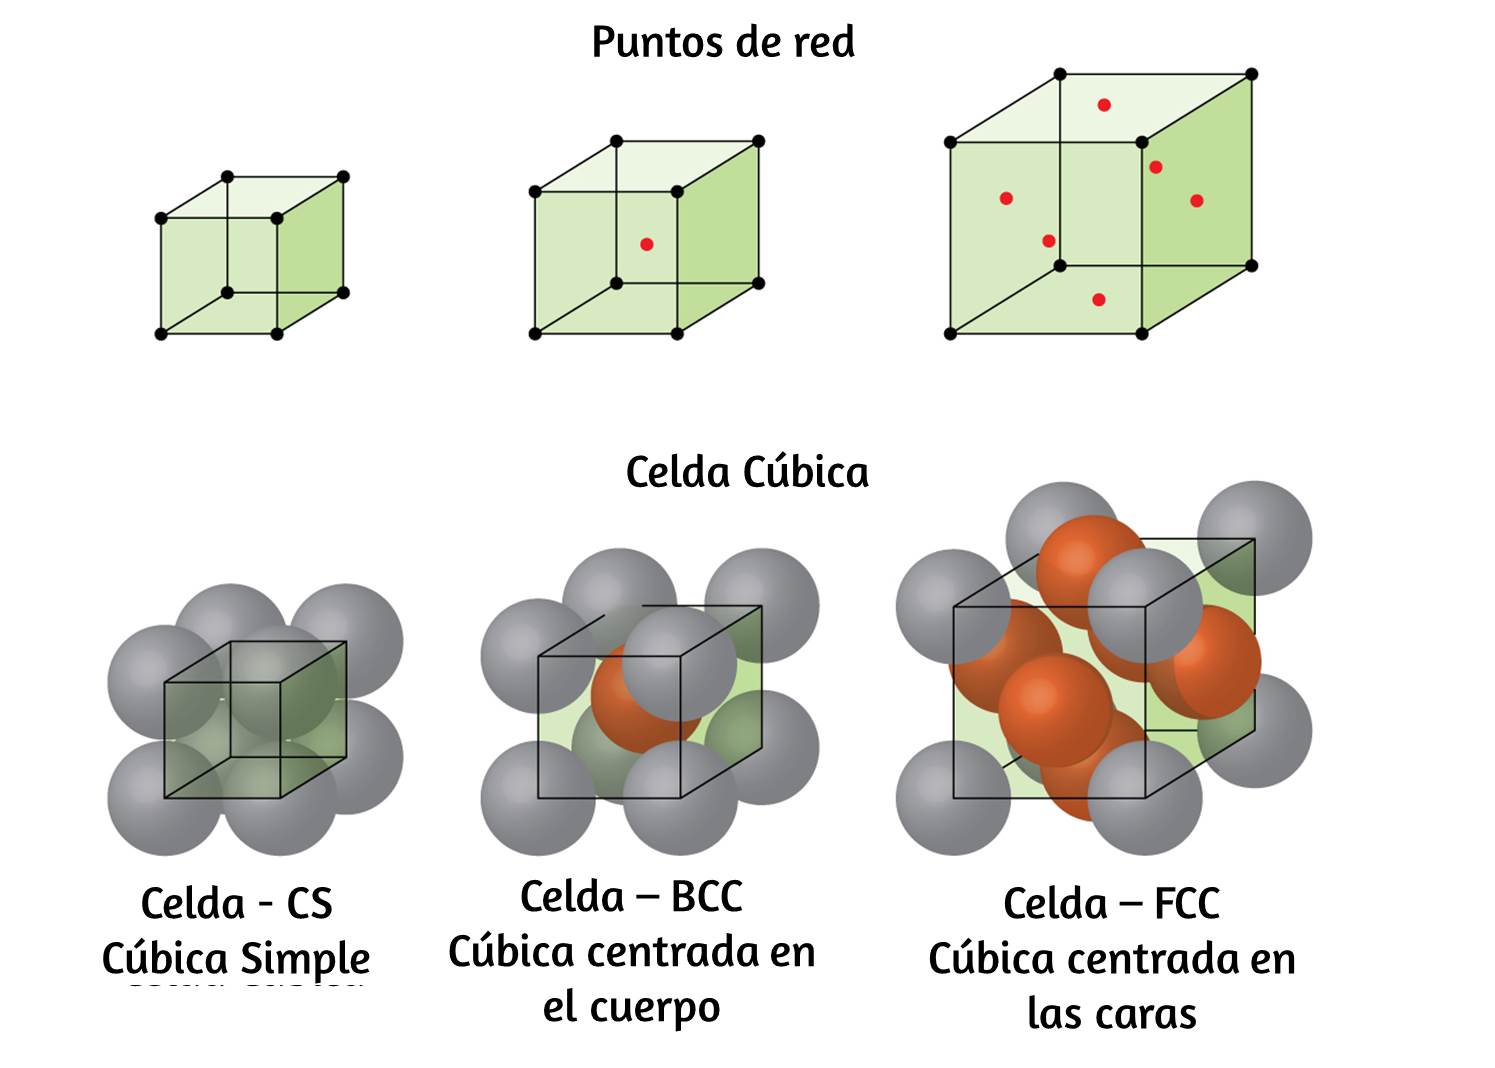 Puntos de red
Celda Cúbica
Celda - CS
Cúbica Simple
Celda – BCC
Cúbica centrada en
el cuerpo
Celda – FCC
Cúbica centrada en
las caras